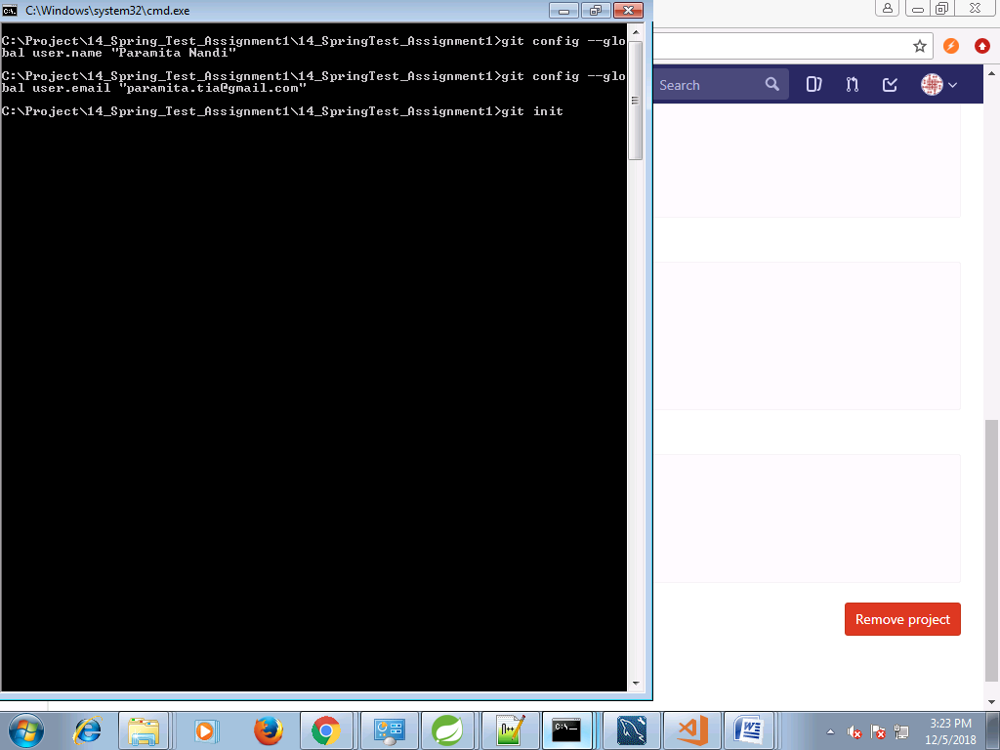 C:\Windows\system32\cmd.exe
C:\Project\14_Spring_Test_Assignment1\14_SpringTest_Assignment1>git config --glo
bal user.name "Paramita Nandi"
C:\Project\14_Spring_Test_Assignment1\14_SpringTest_Assignment1>git config --glo
bal user.email "paramita.tia@gmail.com"
C:\Project\14_Spring_Test_Assignment1\14_SpringTest_Assignment1>git init
Search
Remove project
3:23 PM
12/5/2018